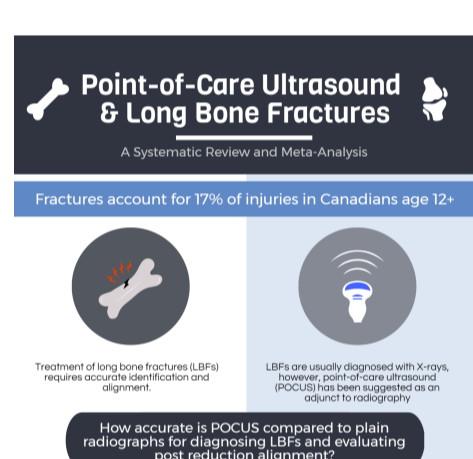 Point-of-Care Ultrasound
& Long Bone Fractures
A Systematic Review and Meta-Analysis
Fractures account for 17% of injuries in Canadians age 12+
Treatment of long bone fractures (LBFs)
requires accurate identification and
alignment.
LBFs are usually diagnosed with X-rays,
however, point-of-care ultrasound
(POCUS) has been suggested as an
adjunct to radiography
How accurate is POCUS compared to plain
radiographs for diagnosing LBFs and evaluating
post reduction alignment?